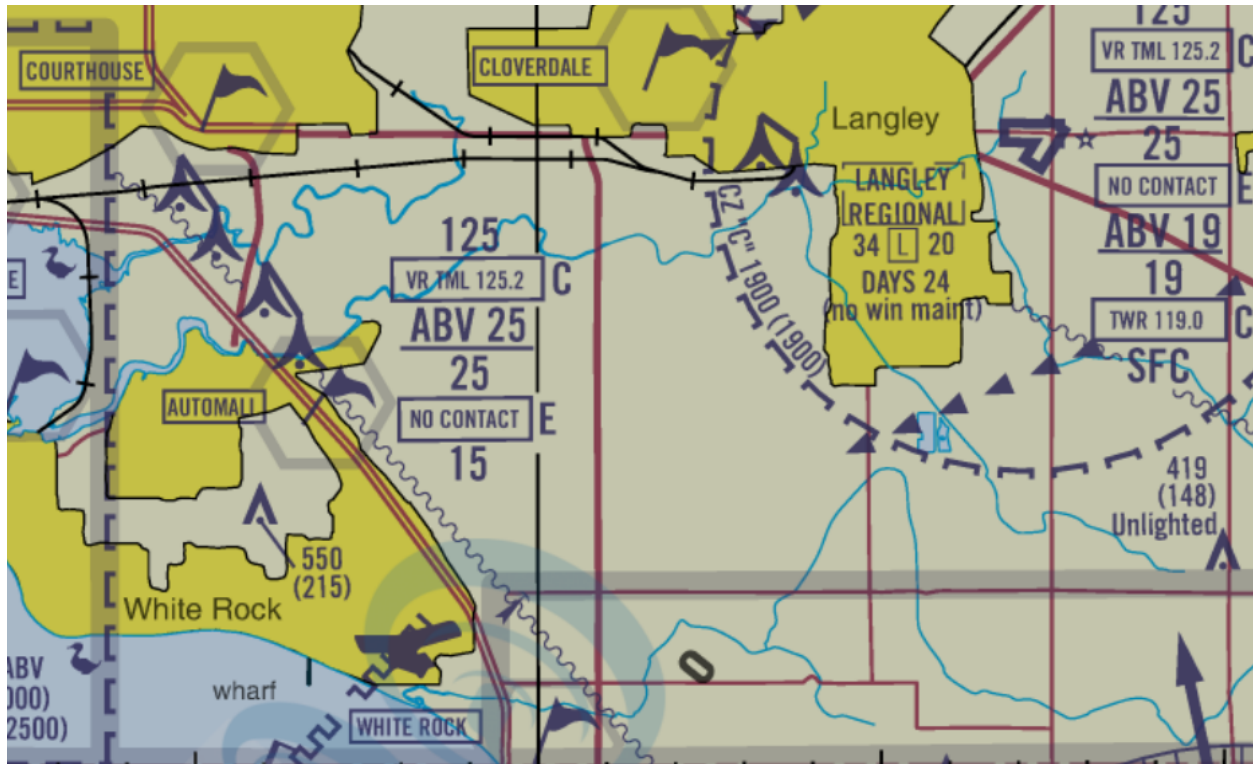 COURTHOUSE
CLOVERDALE
Langley
LANGLEY
REGIONAL
34 L 20
DAYS 24
(no win maint)
CZ "C" 1900 (1900)
125
VR TML 125.2 C
ABV 25
25
NO CONTACT E
ABV 19
19
TWR 119.0 C
SFC
125
VR TML 125.2 C
ABV 25
25
NO CONTACT E
15
E
AUTOMALL
550
(215)
419
(148)
Unlighted
White Rock
wharf
WHITE ROCK
ABV
000)
2500)
0